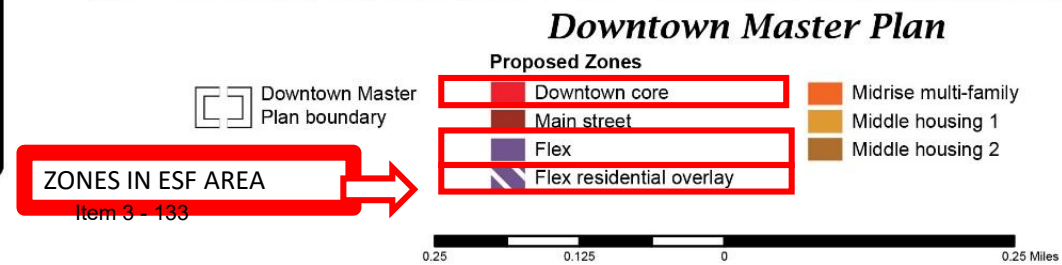 Downtown Master Plan
Proposed Zones
Downtown Master
Plan boundary
Downtown core
Main street
Flex
Flex residential overlay
Midrise multi-family
Middle housing 1
Middle housing 2
ZONES IN ESF AREA
Item 3 - 133
0.25 0.125 0 0.25 Miles